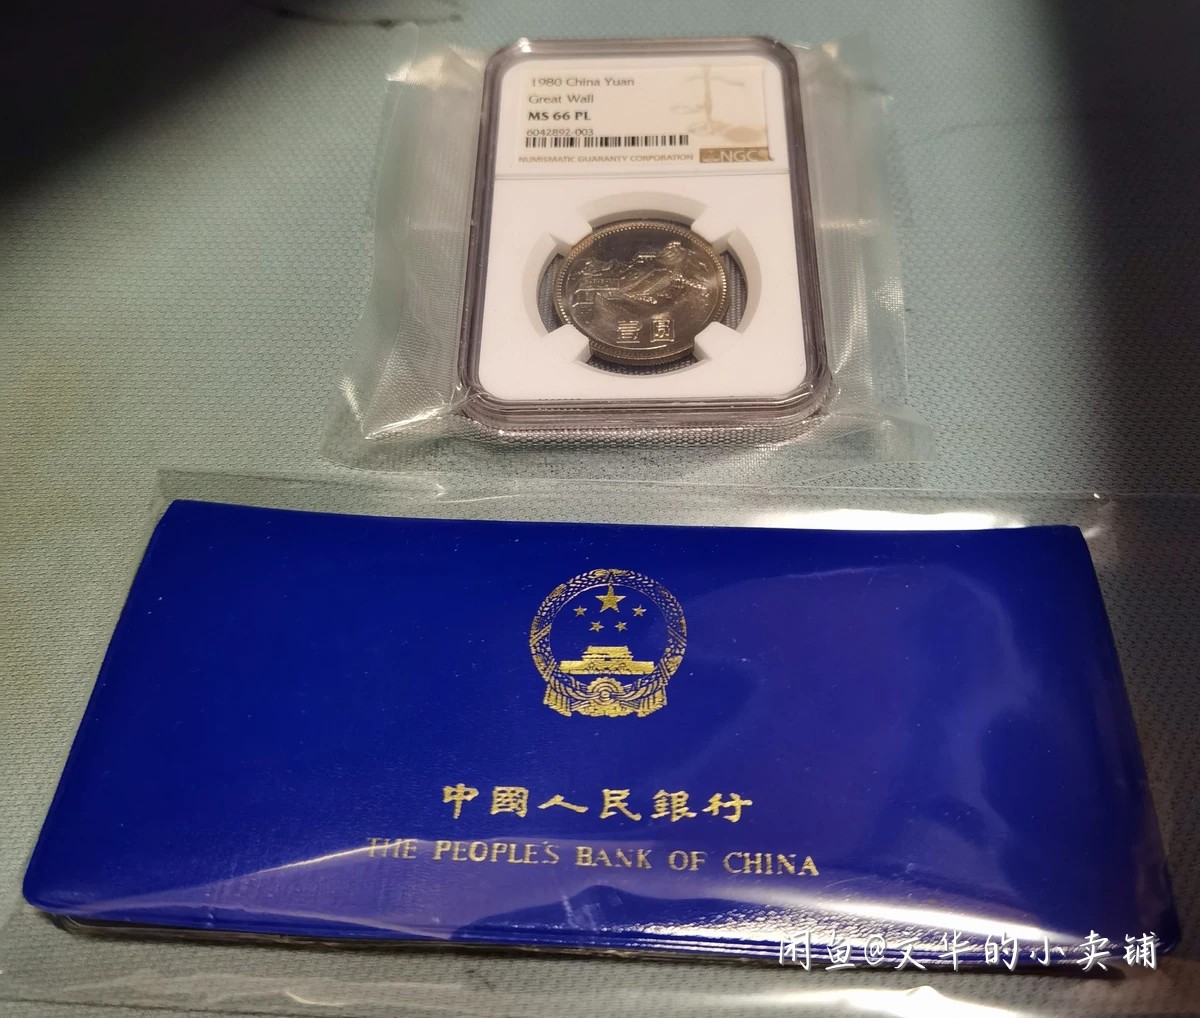 1980 China Yuan
Great Wall
MS 66 PL
6042892-003
NUMISMATIC GUARANTY CORPORATION
NGC
壹圆
中國人民銀行
THE PEOPLE'S BANK OF CHINA
闲鱼@文华的小卖铺